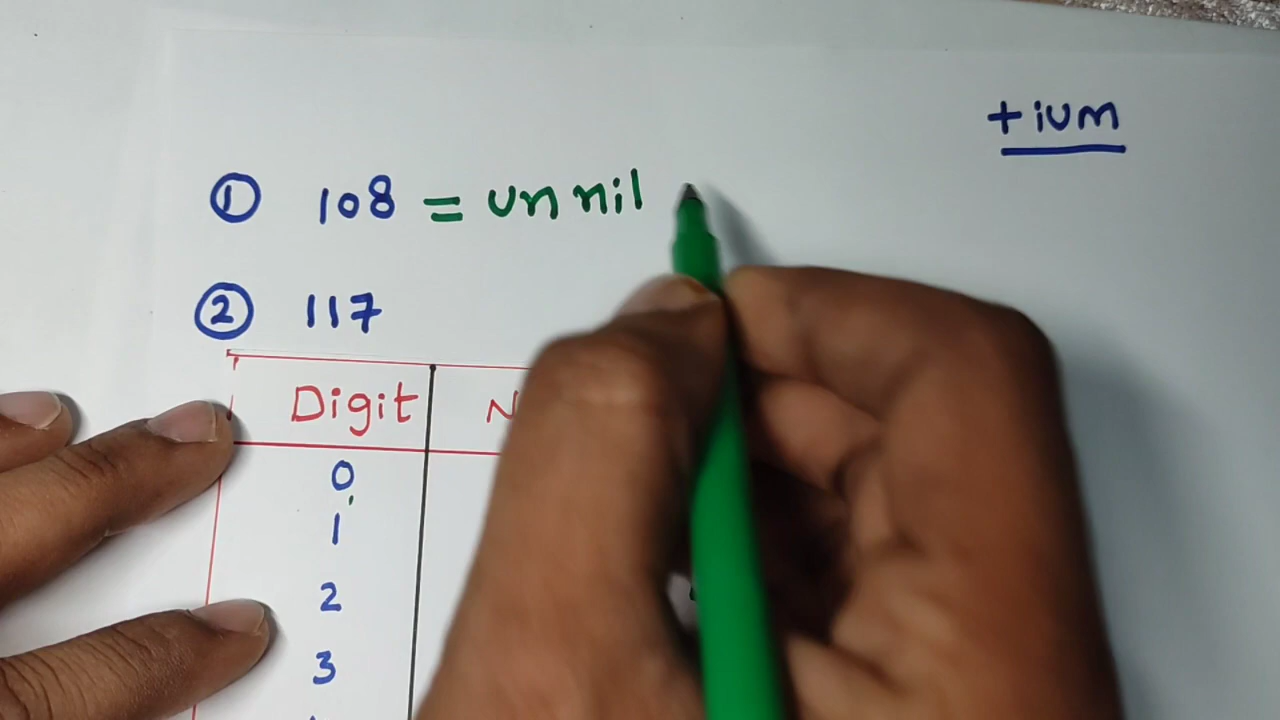 + ium
① 108 = un nil
② 117
Digit N
0
1
2
3